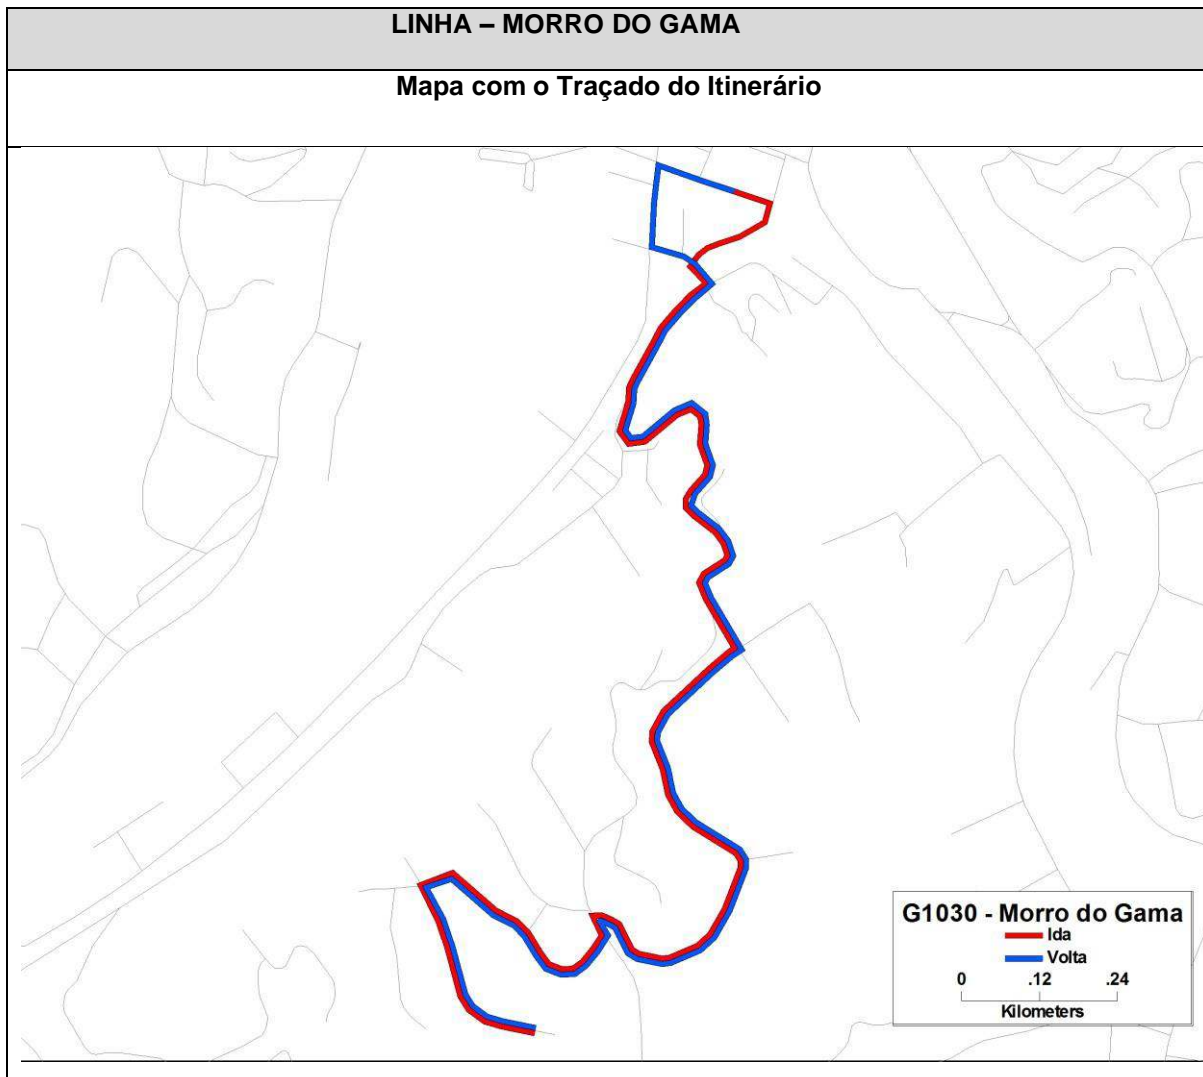 LINHA – MORRO DO GAMA
Mapa com o Traçado do Itinerário
G1030 - Morro do Gama
Ida
Volta
0 .12 .24
Kilometers